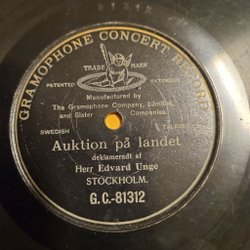 GRAMOPHONE CONCERT RECORD
TRADE MARK
PATENTED PATENTED
Manufactured by
The Gramophone Company, Limited,
and Sister Companies.
SWEDISH TALKING
Auktion på landet
deklameradt af
Herr Edvard Unge
STOCKHOLM.
G.C.-81312